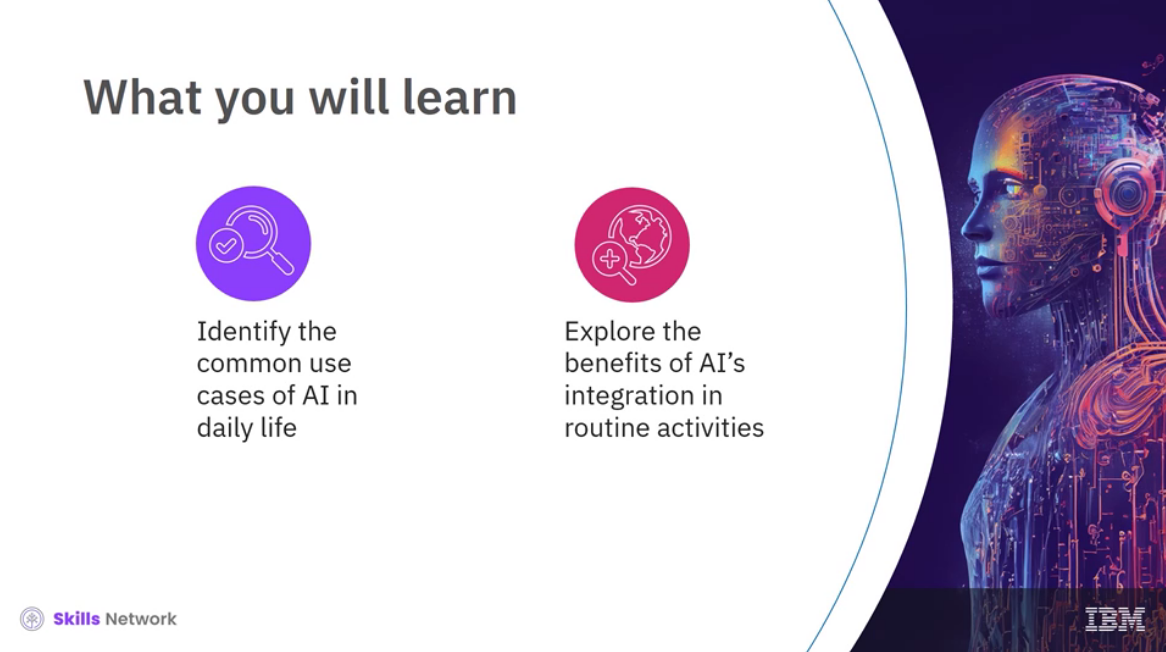 What you will learn
Identify the
common use
cases of AI in
daily life
Explore the
benefits of AI’s
integration in
routine activities
Skills Network
IBM